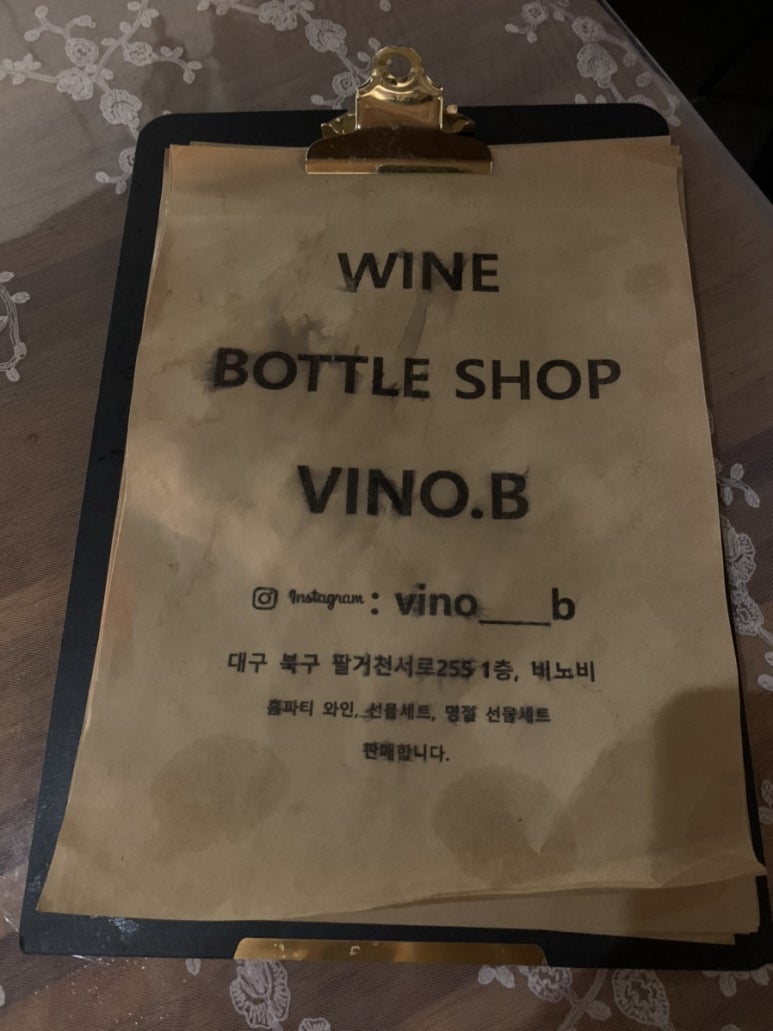 WINE
BOTTLE SHOP
VINO.B
Instagram : vino___b
대구 북구 팔거천서로255 1층, 비노비
홈파티 와인, 선물세트, 명절 선물세트
판매합니다.